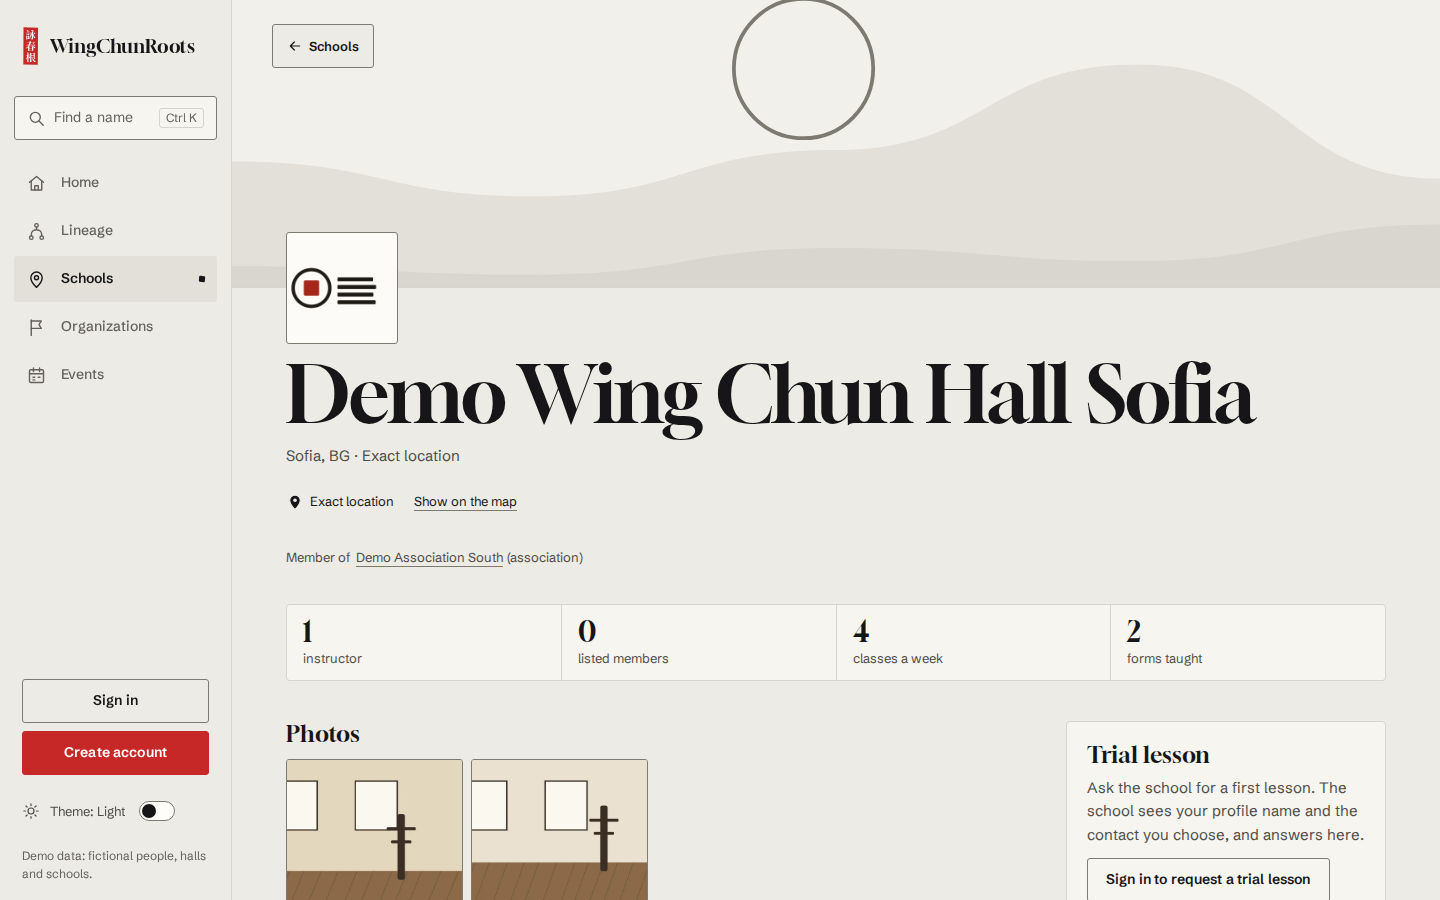 詠春根
WingChunRoots
Find a name
Ctrl K
Home
Lineage
Schools
Organizations
Events
Sign in
Create account
Theme: Light
Demo data: fictional people, halls
and schools.
Schools
Demo Wing Chun Hall Sofia
Sofia, BG · Exact location
Exact location
Show on the map
Member of Demo Association South (association)
1
instructor
0
listed members
4
classes a week
2
forms taught
Photos
Trial lesson
Ask the school for a first lesson. The
school sees your profile name and the
contact you choose, and answers here.
Sign in to request a trial lesson